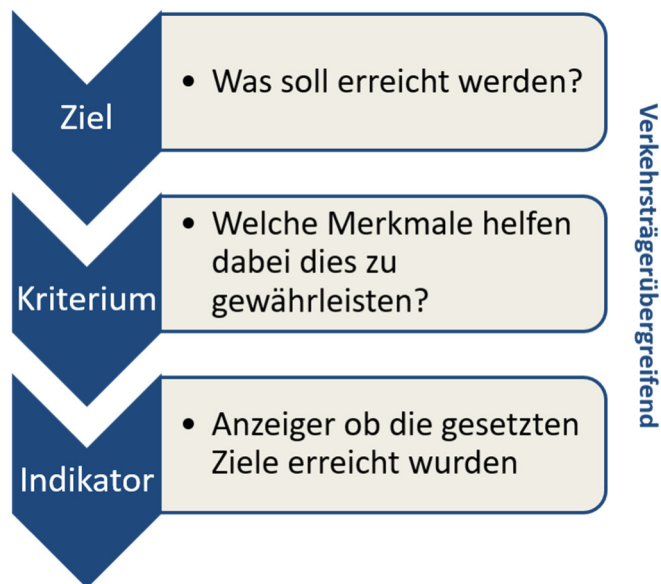 Ziel
• Was soll erreicht werden?
Kriterium
• Welche Merkmale helfen
dabei dies zu
gewährleisten?
Indikator
• Anzeiger ob die gesetzten
Ziele erreicht wurden
Verkehrsträgerübergreifend